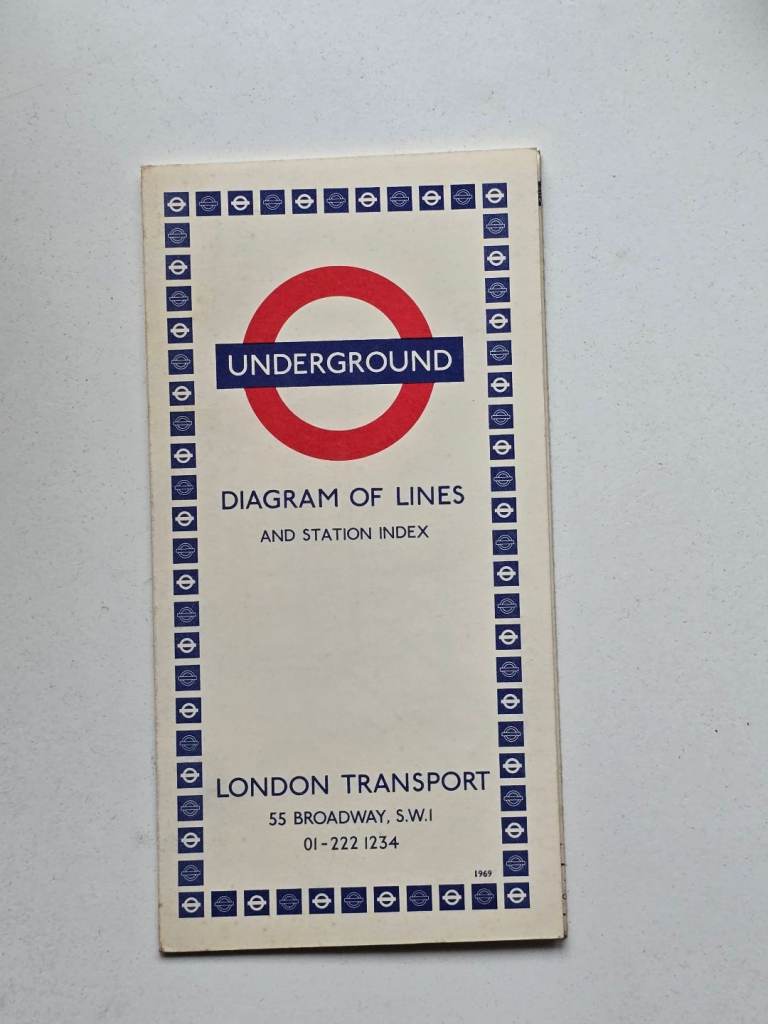 UNDERGROUND
DIAGRAM OF LINES
AND STATION INDEX
LONDON TRANSPORT
55 BROADWAY, S.W.1
01-222 1234
1969